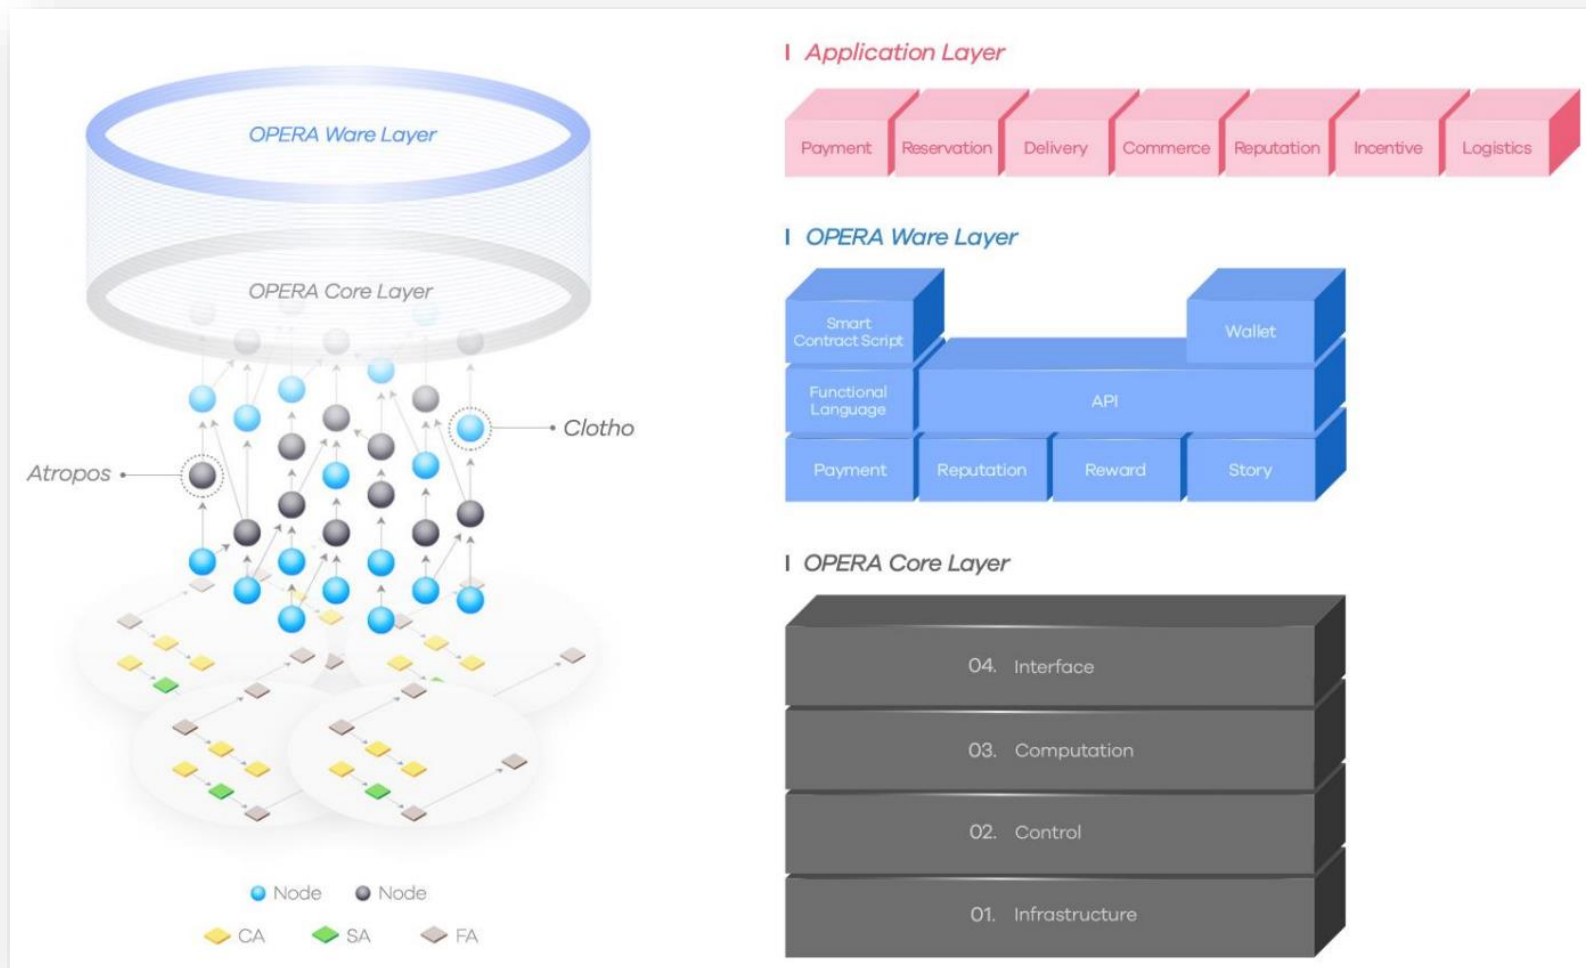 OPERA Ware Layer
OPERA Core Layer
Clotho
Atropos
Node
Node
CA
SA
FA
Application Layer
Payment
Reservation
Delivery
Commerce
Reputation
Incentive
Logistics
OPERA Ware Layer
Smart
Contract Script
Wallet
Functional
Language
API
Payment
Reputation
Reward
Story
OPERA Core Layer
04. Interface
03. Computation
02. Control
01. Infrastructure